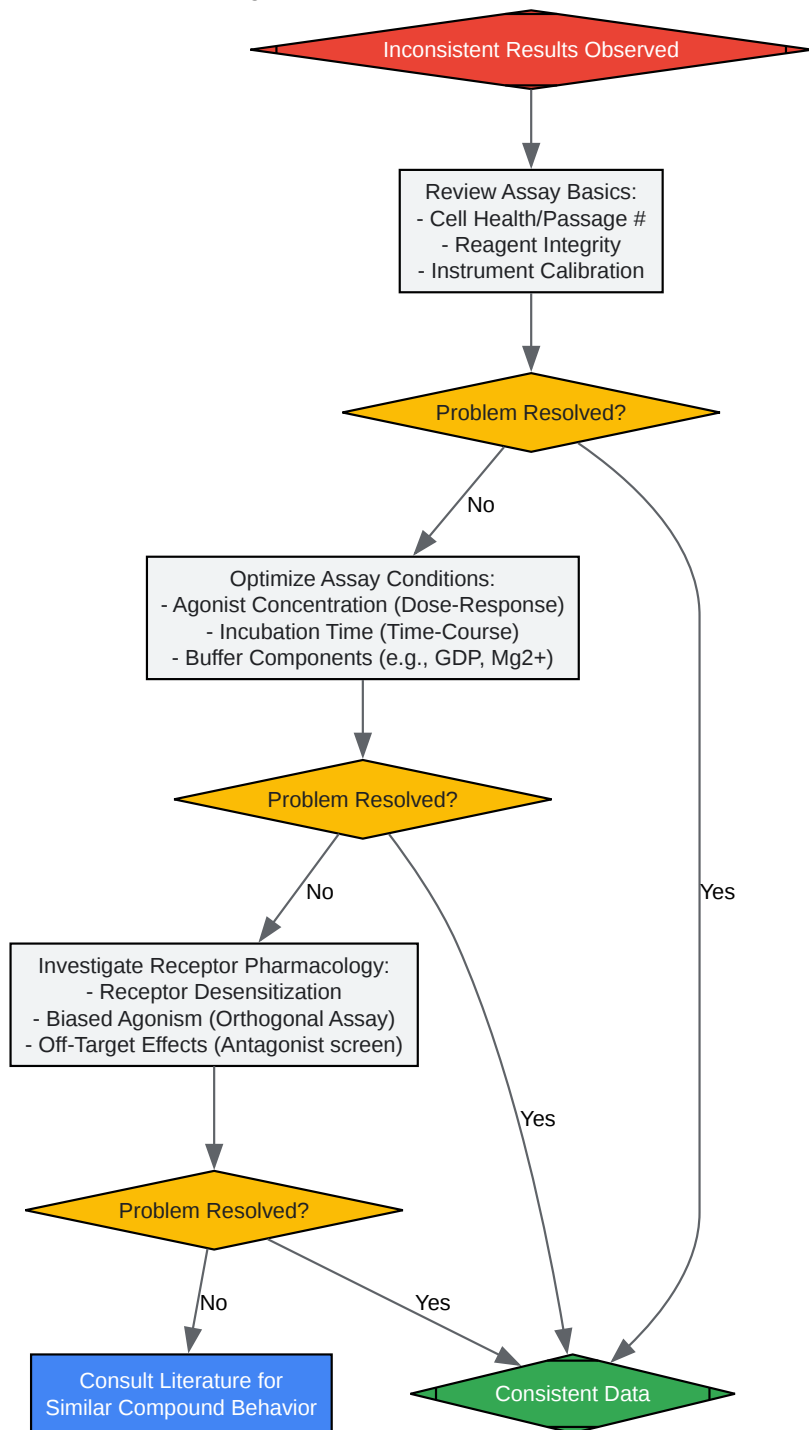 Inconsistent Results Observed
Review Assay Basics:
- Cell Health/Passage #
- Reagent Integrity
- Instrument Calibration
Problem Resolved?
No
Optimize Assay Conditions:
- Agonist Concentration (Dose-Response)
- Incubation Time (Time-Course)
- Buffer Components (e.g., GDP, Mg2+)
Problem Resolved?
No
Yes
Investigate Receptor Pharmacology:
- Receptor Desensitization
- Biased Agonism (Orthogonal Assay)
- Off-Target Effects (Antagonist screen)
Yes
Problem Resolved?
No
Yes
Consult Literature for
Similar Compound Behavior
Consistent Data